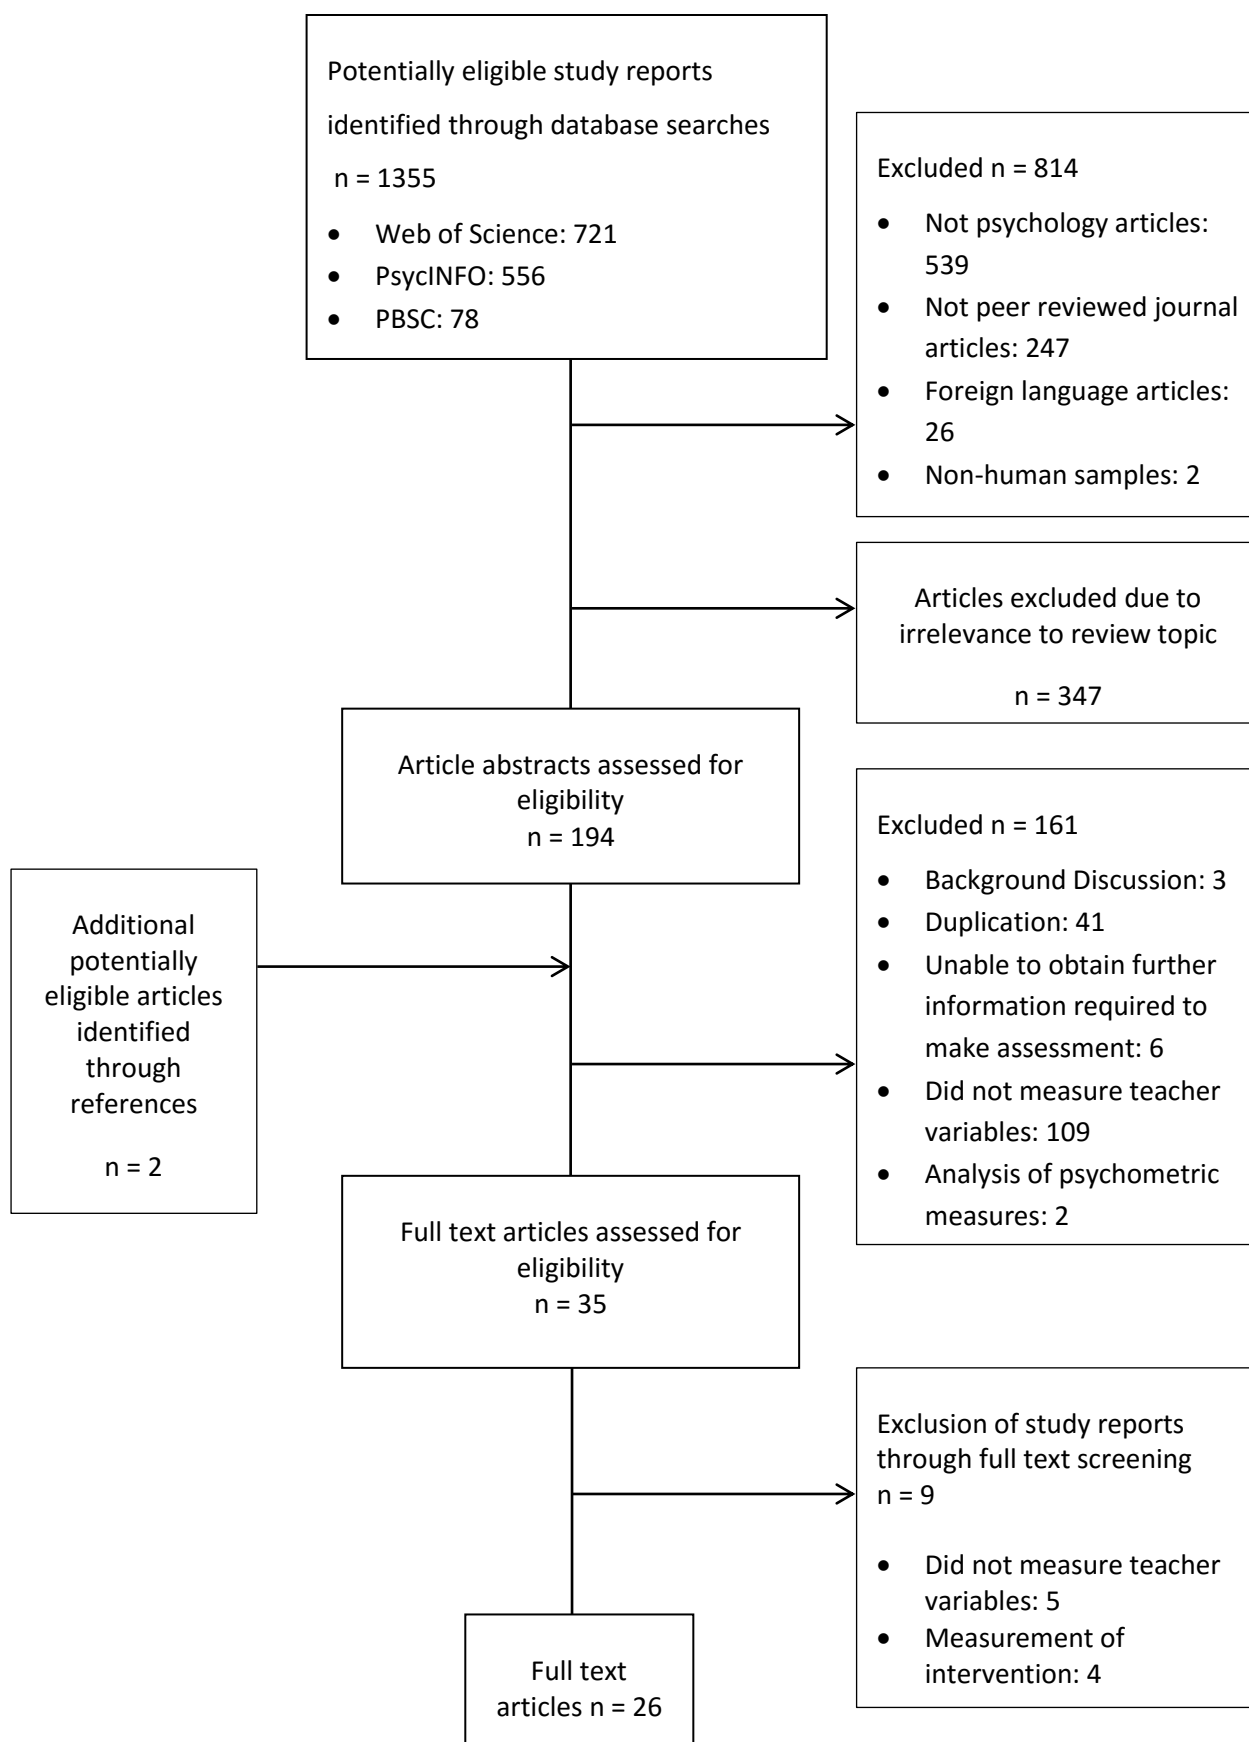 Potentially eligible study reports
identified through database searches
n = 1355
• Web of Science: 721
• PsycINFO: 556
• PBSC: 78
Excluded n = 814
• Not psychology articles:
539
• Not peer reviewed journal
articles: 247
• Foreign language articles:
26
• Non-human samples: 2
Articles excluded due to
irrelevance to review topic
n = 347
Article abstracts assessed for
eligibility
n = 194
Excluded n = 161
• Background Discussion: 3
• Duplication: 41
• Unable to obtain further
information required to
make assessment: 6
• Did not measure teacher
variables: 109
• Analysis of psychometric
measures: 2
Additional
potentially
eligible articles
identified
through
references
n = 2
Full text articles assessed for
eligibility
n = 35
Exclusion of study reports
through full text screening
n = 9
• Did not measure teacher
variables: 5
• Measurement of
intervention: 4
Full text
articles n = 26